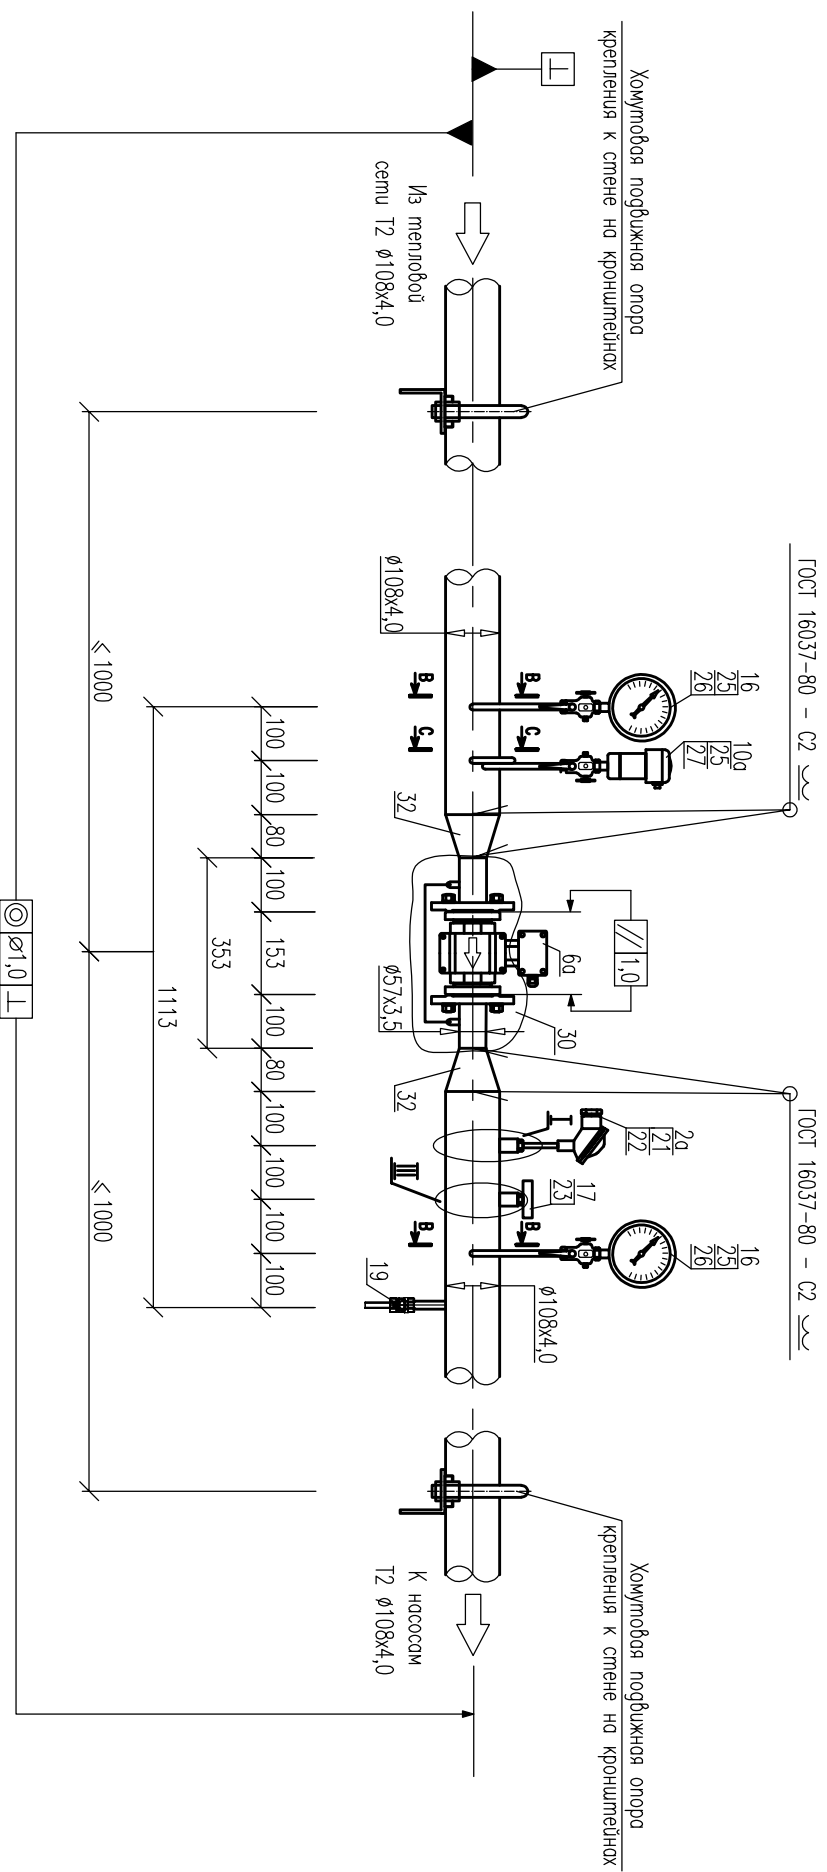 Хомутовая подвижная опора
крепления к стене на кронштейнах
Хомутовая подвижная опора
крепления к стене на кронштейнах
ГОСТ 16037-80 - С2
ГОСТ 16037-80 - С2
⊥
Из тепловой
сети Т2 ø108х4,0
К насосам
Т2 ø108х4,0
16
25
26
10а
25
27
// 1,0
6а
30
2а
21
22
17
23
16
25
26
ø108х4,0
В
В
С
С
32
ø57х3,5
32
I
III
В
В
ø108х4,0
19
100
100
80
100
153
100
80
100
100
100
100
353
1113
≤ 1000
≤ 1000
◎ ⌀1,0 ⊥